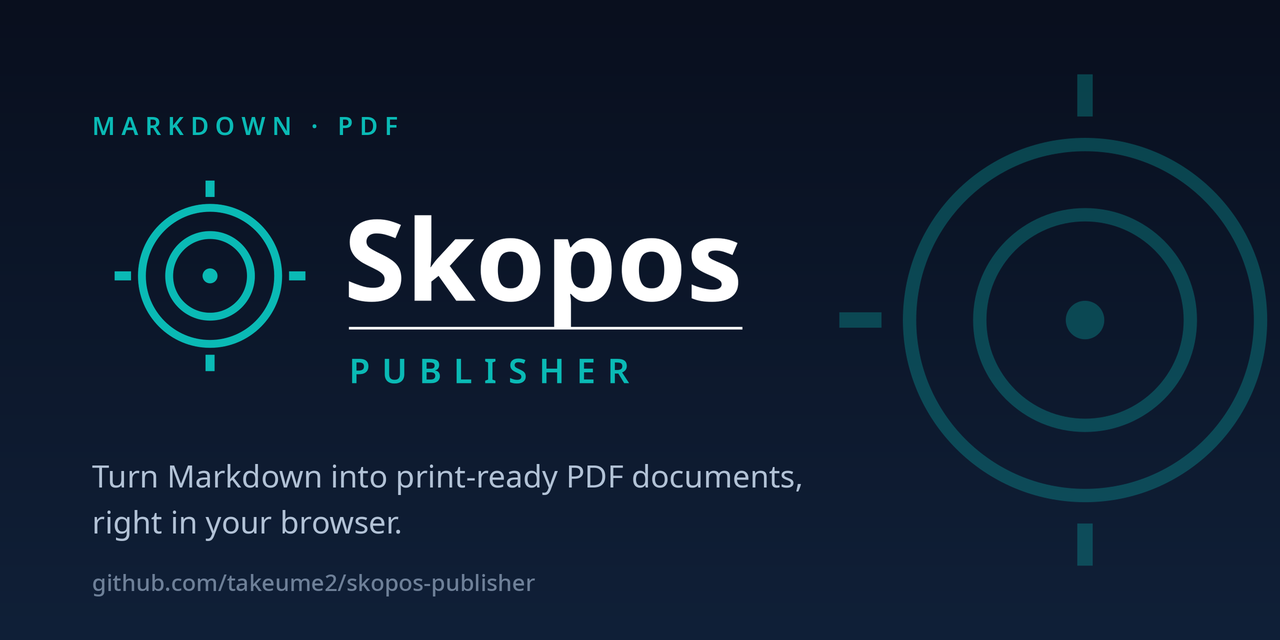 MARKDOWN · PDF
Skopos
PUBLISHER
Turn Markdown into print-ready PDF documents,
right in your browser.
github.com/takeume2/skopos-publisher